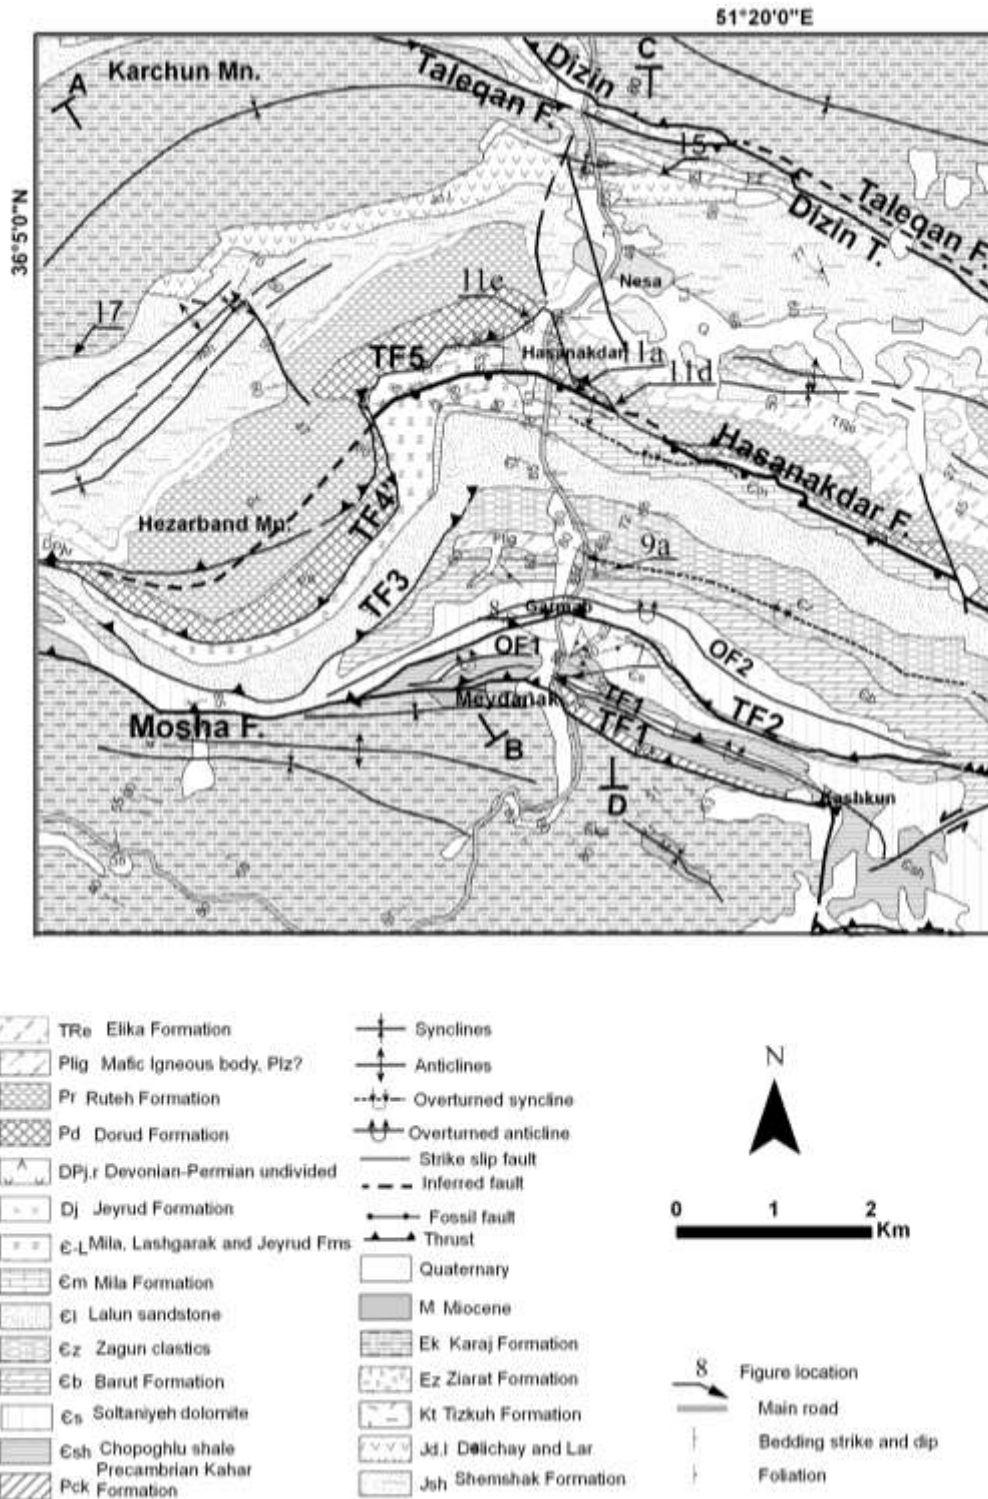 51°20'0"E
36°5'0"N
Karchun Mn.
A
C
Dizin
Taleqan F.
15
Taleqan F.
Dizin T.
Nesa
17
11c
Q
TF5
Hasanakdar
11a
11d
TRe
Hasanakdar F.
Hezarband Mn.
TF4
TF3
Plig
9a
8
OF1
OF2
Meydanak
TF1
TF1
TF2
Mosha F.
B
D
Kashkun
Єsh
TRe Elika Formation
Plig Mafic Igneous body, Plz?
Pr Ruteh Formation
Pd Dorud Formation
DPj.r Devonian-Permian undivided
Dj Jeyrud Formation
Є-L Mila, Lashgarak and Jeyrud Fms
Єm Mila Formation
Єl Lalun sandstone
Єz Zagun clastics
Єb Barut Formation
Єs Soltaniyeh dolomite
Єsh Chopoghlu shale
Pck Precambrian Kahar
Formation
Synclines
Anticlines
Overturned syncline
Overturned anticline
Strike slip fault
Inferred fault
Fossil fault
Thrust
Quaternary
M Miocene
Ek Karaj Formation
Ez Ziarat Formation
Kt Tizkuh Formation
Jd.l Dalichay and Lar
Jsh Shemshak Formation
N
0 1 2
Km
8 Figure location
Main road
Bedding strike and dip
Foliation